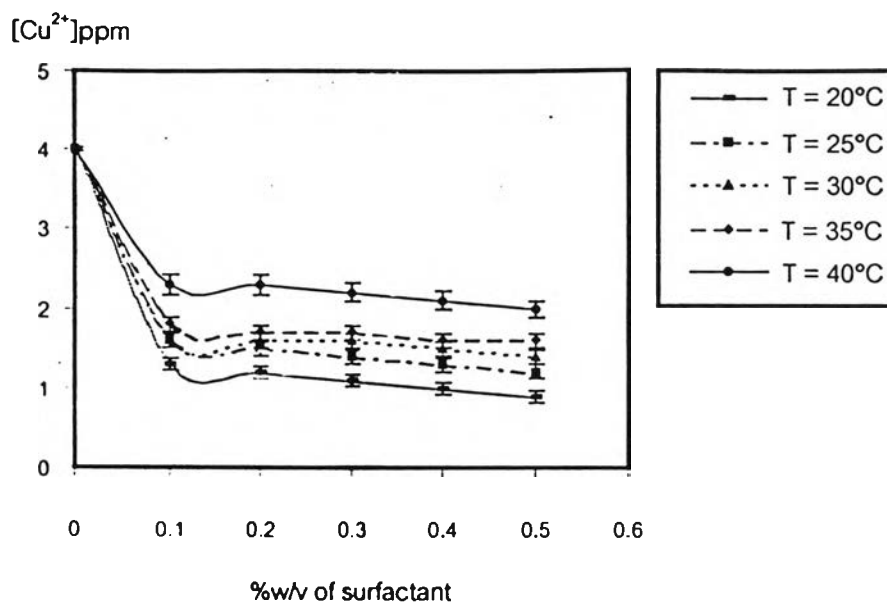 [Cu²⁺]ppm
5
4
3
2
1
0
0 0.1 0.2 0.3 0.4 0.5 0.6
%w/v of surfactant
T = 20°C
T = 25°C
T = 30°C
T = 35°C
T = 40°C